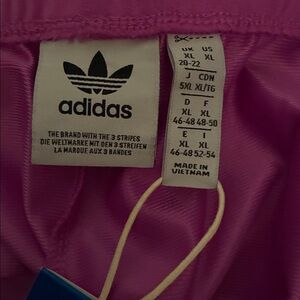 adidas
THE BRAND WITH THE 3 STRIPES
DIE WELTMARKE MIT DEN 3 STREIFEN
LA MARQUE AUX 3 BANDES
UK US
XL XL
20-22
J CDN
5XL XL/TG
D F
XL XL
46-48 48-50
E I
XL XL
46-48 52-54
MADE IN
VIETNAM